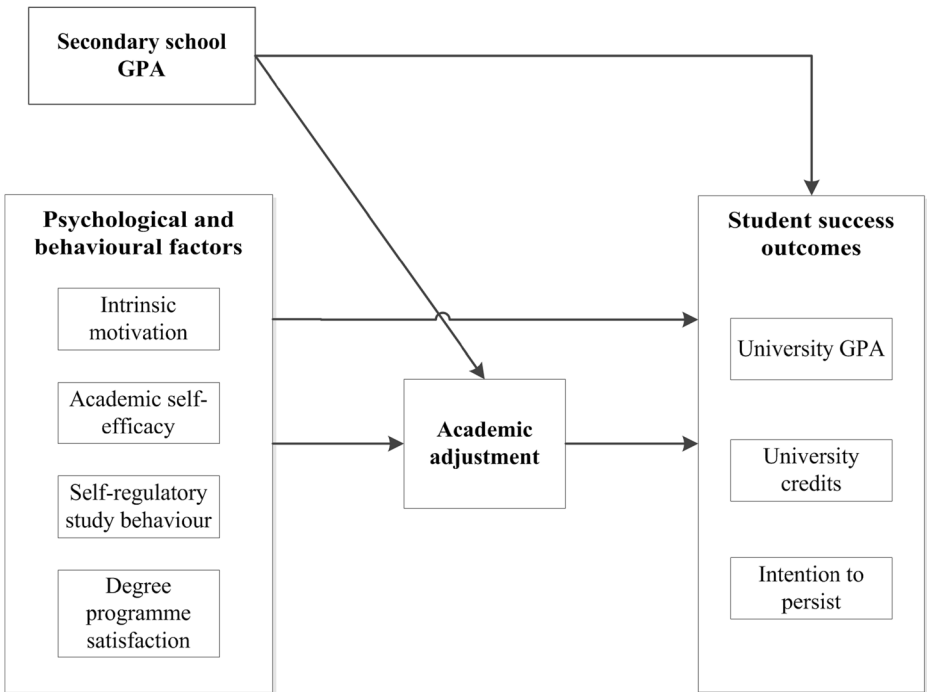 Secondary school
GPA
Psychological and
behavioural factors
Intrinsic
motivation
Academic self-
efficacy
Self-regulatory
study behaviour
Degree
programme
satisfaction
Academic
adjustment
Student success
outcomes
University GPA
University
credits
Intention to
persist